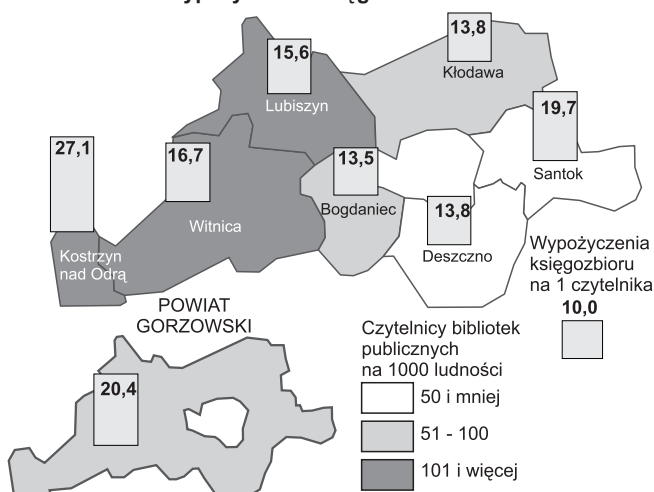 13,8
Kłodawa
15,6
Lubiszyn
19,7
Santok
27,1
16,7
13,5
Bogdaniec
13,8
Deszczno
Witnica
Kostrzyn
nad Odrą
Wypożyczenia
księgozbioru
na 1 czytelnika
10,0
POWIAT
GORZOWSKI
20,4
Czytelnicy bibliotek
publicznych
na 1000 ludności
50 i mniej
51 - 100
101 i więcej